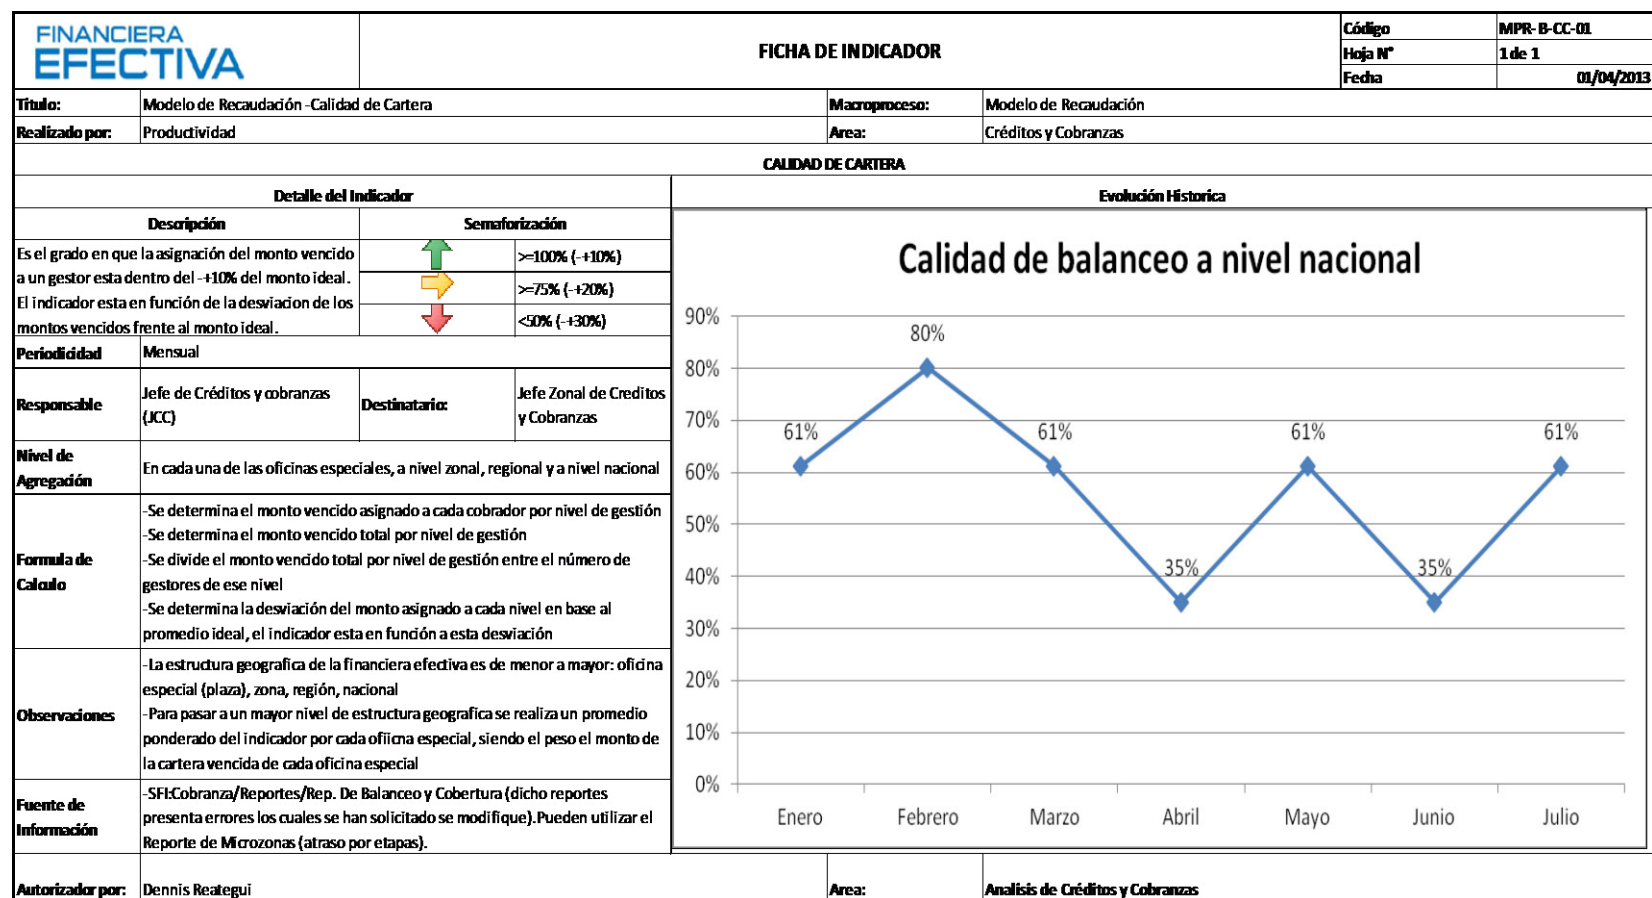 FINANCIERA
EFECTIVA
FICHA DE INDICADOR
Código MPR-B-CC-01
Hoja N° 1 de 1
Fecha 01/04/2013
Título: Modelo de Recaudación -Calidad de Cartera Macroproceso: Modelo de Recaudación
Realizado por: Productividad Area: Créditos y Cobranzas
CALIDAD DE CARTERA
Detalle del Indicador Evolución Historica
Descripción Semaforización
Es el grado en que la asignación del monto vencido
a un gestor esta dentro del -+10% del monto ideal.
El indicador esta en función de la desviacion de los
montos vencidos frente al monto ideal.
>=100% (-+10%)
>=75% (-+20%)
<50% (-+30%)
Periodicidad Mensual
Responsable
Jefe de Créditos y cobranzas
(JCC)
Destinatario:
Jefe Zonal de Creditos
y Cobranzas
Nivel de
Agregación
En cada una de las oficinas especiales, a nivel zonal, regional y a nivel nacional
Formula de
Calculo
-Se determina el monto vencido asignado a cada cobrador por nivel de gestión
-Se determina el monto vencido total por nivel de gestión
-Se divide el monto vencido total por nivel de gestión entre el número de
gestores de ese nivel
-Se determina la desviación del monto asignado a cada nivel en base al
promedio ideal, el indicador esta en función a esta desviación
Observaciones
-La estructura geografica de la financiera efectiva es de menor a mayor: oficina
especial (plaza), zona, región, nacional
-Para pasar a un mayor nivel de estructura geografica se realiza un promedio
ponderado del indicador por cada ofiicna especial, siendo el peso el monto de
la cartera vencida de cada oficina especial
Fuente de
Información
-SFI:Cobranza/Reportes/Rep. De Balanceo y Cobertura (dicho reportes
presenta errores los cuales se han solicitado se modifique).Pueden utilizar el
Reporte de Microzonas (atraso por etapas).
Calidad de balanceo a nivel nacional
90%
80%
70%
60%
50%
40%
30%
20%
10%
0%
61% 80% 61% 35% 61% 35% 61%
Enero Febrero Marzo Abril Mayo Junio Julio
Autorizador por: Dennis Reategui Area: Analisis de Créditos y Cobranzas